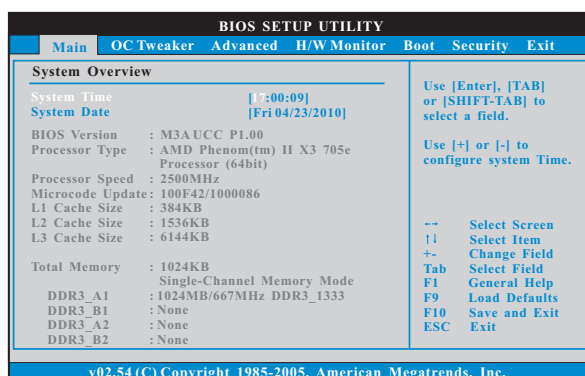 BIOS SETUP UTILITY
Main OC Tweaker Advanced H/W Monitor Boot Security Exit
System Overview
System Time [17:00:09]
System Date [Fri 04/23/2010]
BIOS Version : M3A UCC P1.00
Processor Type : AMD Phenom(tm) II X3 705e
Processor (64bit)
Processor Speed : 2500MHz
Microcode Update : 100F42/1000086
L1 Cache Size : 384KB
L2 Cache Size : 1536KB
L3 Cache Size : 6144KB
Total Memory : 1024KB
Single-Channel Memory Mode
DDR3_A1 : 1024MB/667MHz DDR3_1333
DDR3_B1 : None
DDR3_A2 : None
DDR3_B2 : None
Use [Enter], [TAB]
or [SHIFT-TAB] to
select a field.
Use [+] or [-] to
configure system Time.
←→ Select Screen
↑↓ Select Item
+- Change Field
Tab Select Field
F1 General Help
F9 Load Defaults
F10 Save and Exit
ESC Exit
v02.54 (C) Copyright 1985-2005, American Megatrends, Inc.